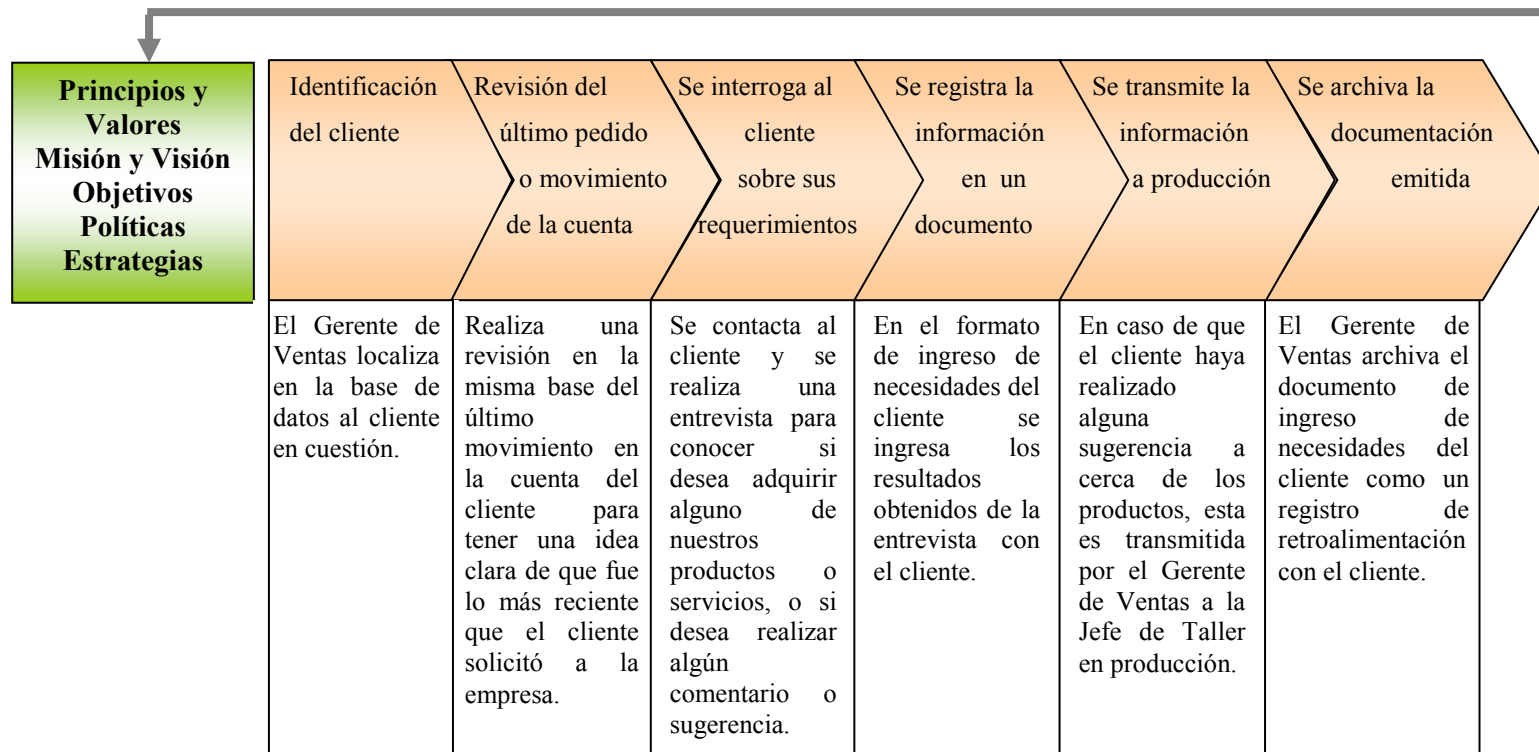 Principios y
Valores
Misión y Visión
Objetivos
Políticas
Estrategias
Identificación
del cliente
Revisión del
último pedido
o movimiento
de la cuenta
Se interroga al
cliente
sobre sus
requerimientos
Se registra la
información
en un
documento
Se transmite la
información
a producción
Se archiva la
documentación
emitida
El Gerente de
Ventas localiza
en la base de
datos al cliente
en cuestión.
Realiza una
revisión en la
misma base del
último
movimiento en
la cuenta del
cliente para
tener una idea
clara de que fue
lo más reciente
que el cliente
solicitó a la
empresa.
Se contacta al
cliente y se
realiza una
entrevista para
conocer si
desea adquirir
alguno de
nuestros
productos o
servicios, o si
desea realizar
algún
comentario o
sugerencia.
En el formato
de ingreso de
necesidades del
cliente se
ingresa los
resultados
obtenidos de la
entrevista con
el cliente.
En caso de que
el cliente haya
realizado
alguna
sugerencia a
cerca de los
productos, esta
es transmitida
por el Gerente
de Ventas a la
Jefe de Taller
en producción.
El Gerente de
Ventas archiva el
documento de
ingreso de
necesidades del
cliente como un
registro de
retroalimentación
con el cliente.